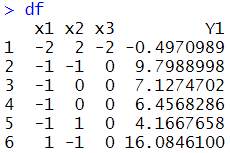 > df
  x1 x2 x3         Y1
1 -2  2 -2 -0.4970989
2 -1 -1  0  9.7988998
3 -1  0  0  7.1274702
4 -1  0  0  6.4568286
5 -1  1  0  4.1667658
6  1 -1  0 16.0846100